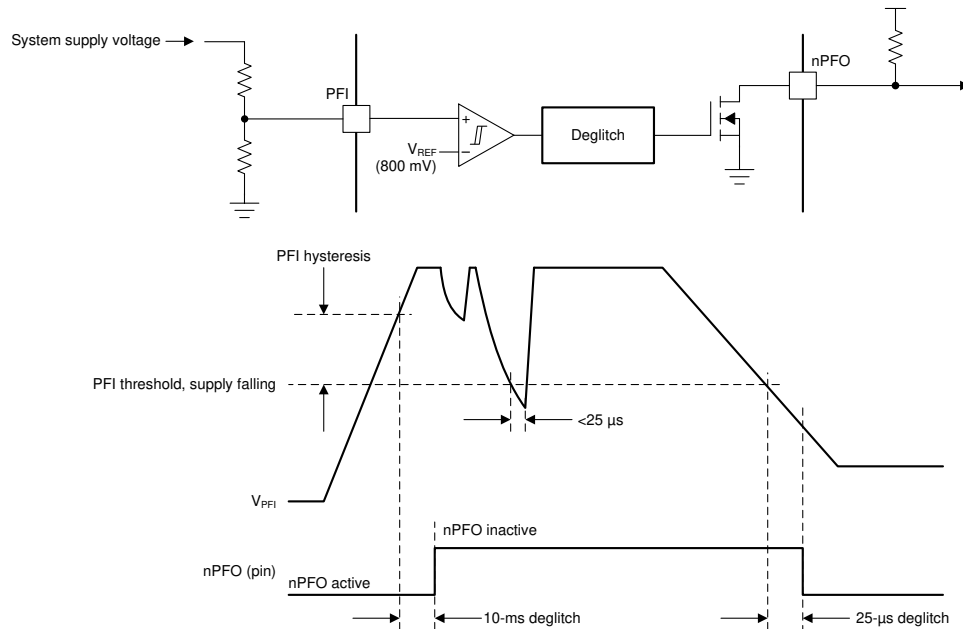 System supply voltage
PFI
nPFO
+
−
VREF
(800 mV)
Deglitch
PFI hysteresis
PFI threshold, supply falling
<25 µs
VPFI
nPFO inactive
nPFO (pin)
nPFO active
10-ms deglitch
25-µs deglitch